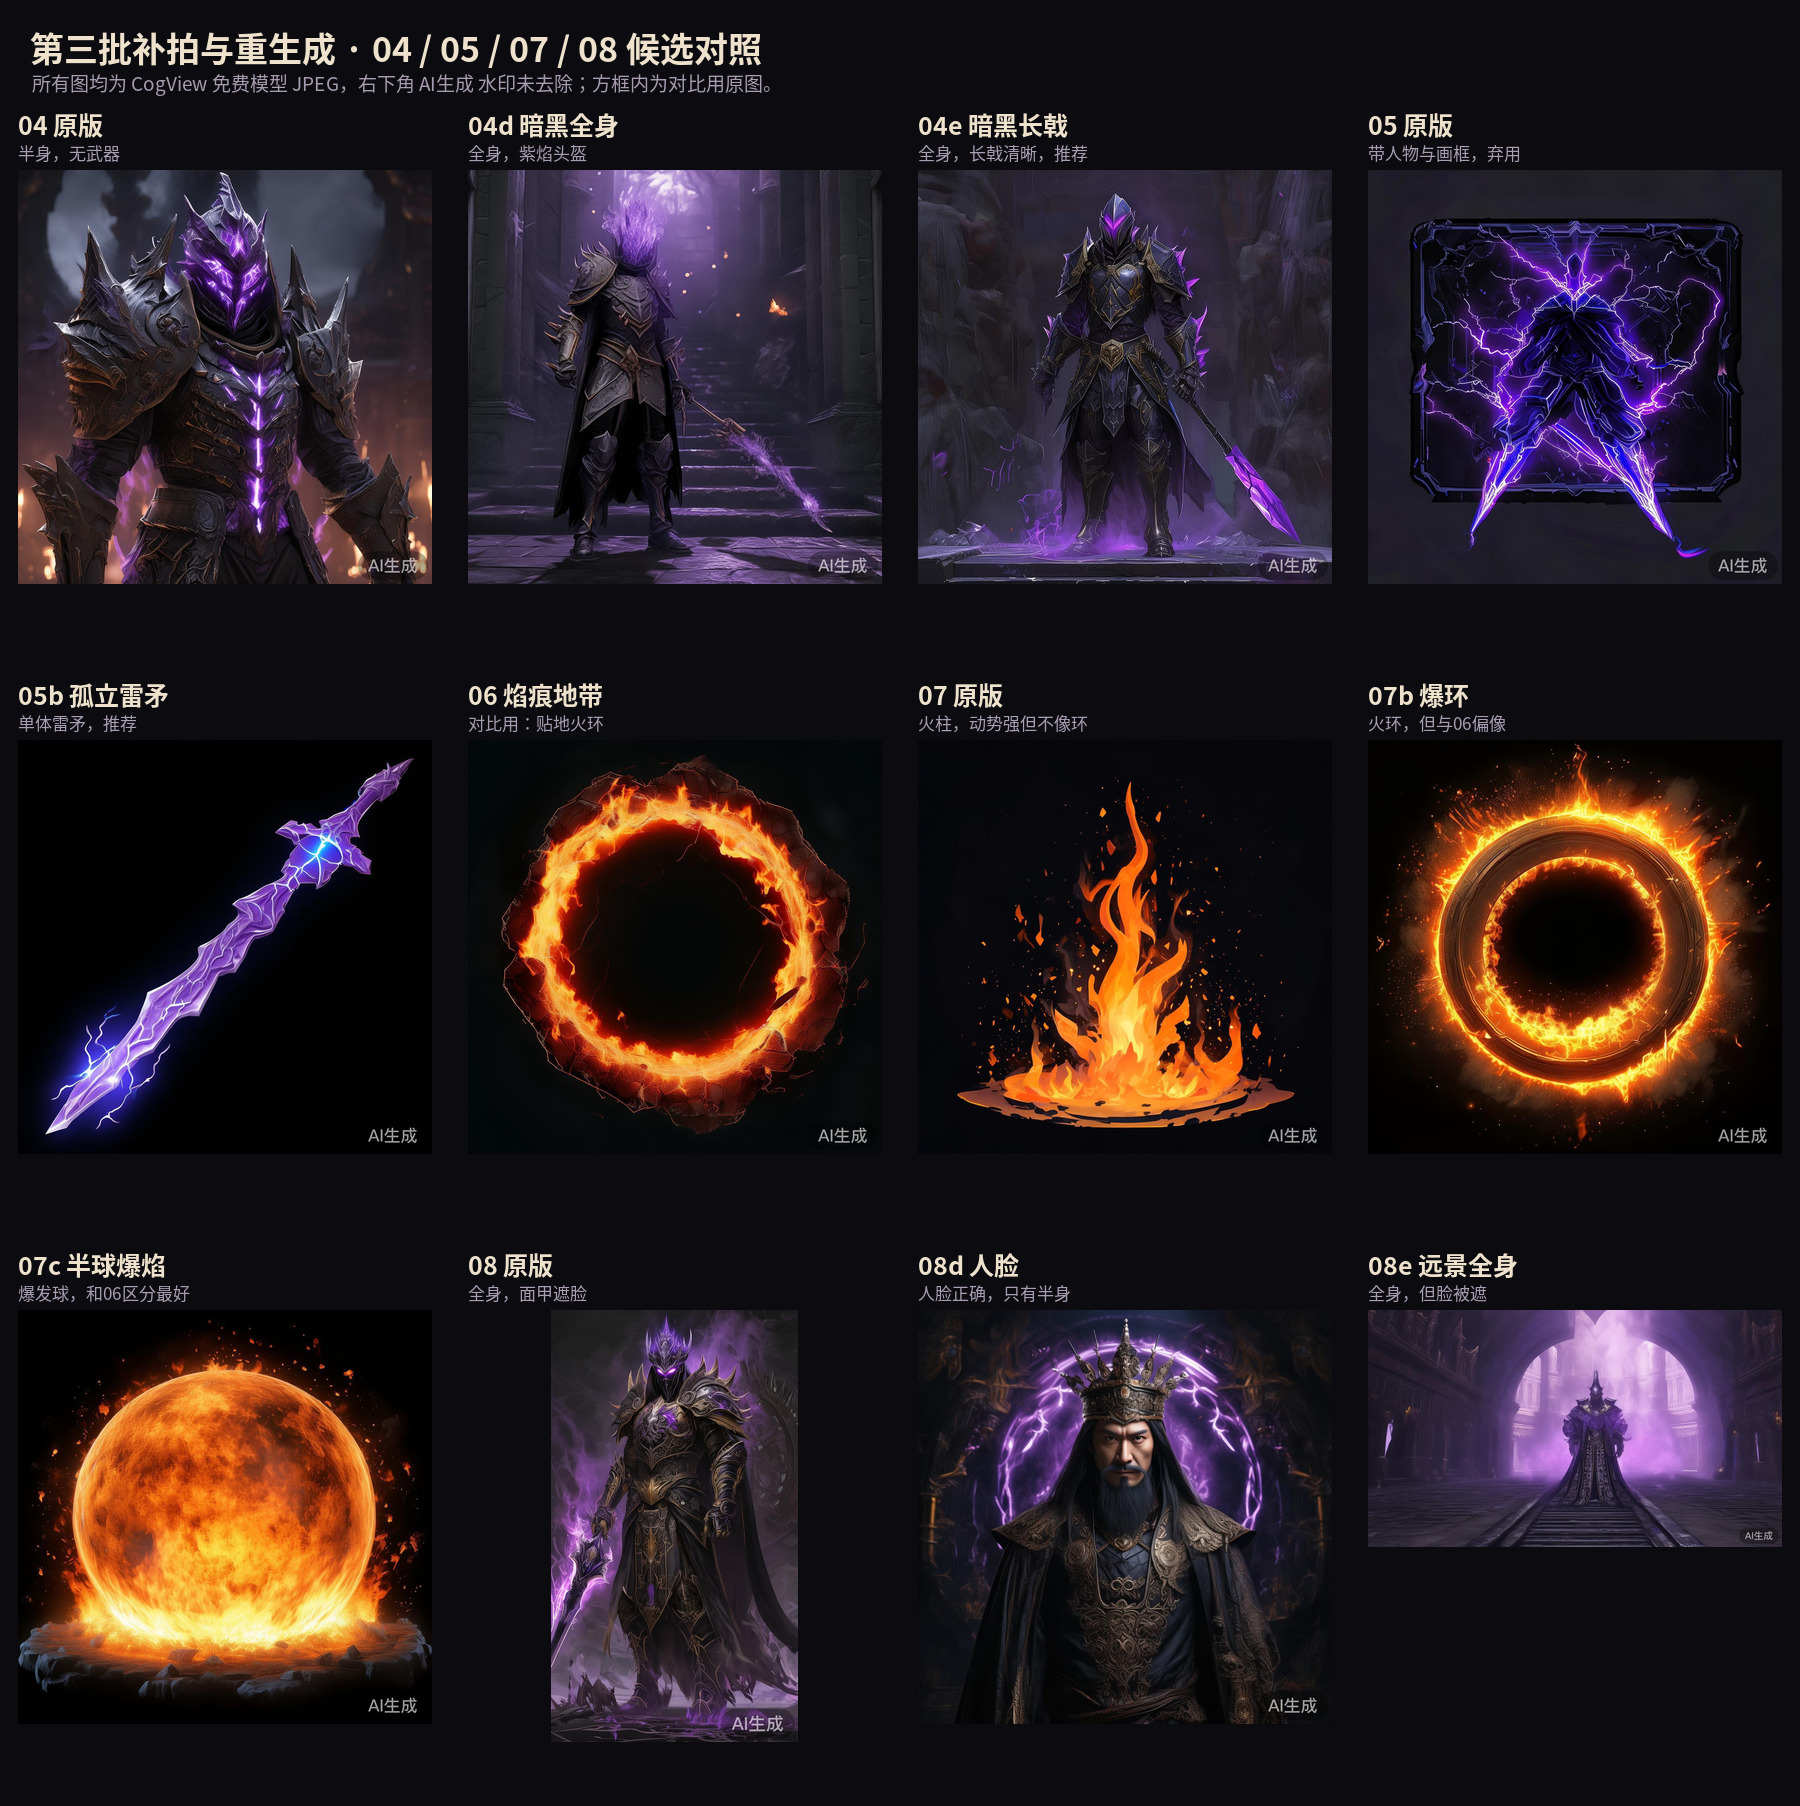 第三批补拍与重生成 · 04 / 05 / 07 / 08 候选对照
所有图均为 CogView 免费模型 JPEG，右下角 AI生成 水印未去除；方框内为对比用原图。
04 原版
半身，无武器
04d 暗黑全身
全身，紫焰头盔
04e 暗黑长戟
全身，长戟清晰，推荐
05 原版
带人物与画框，弃用
AI生成
AI生成
AI生成
AI生成
05b 孤立雷矛
单体雷矛，推荐
06 焰痕地带
对比用：贴地火环
07 原版
火柱，动势强但不像环
07b 爆环
火环，但与06偏像
AI生成
AI生成
AI生成
AI生成
07c 半球爆焰
爆发球，和06区分最好
08 原版
全身，面甲遮脸
08d 人脸
人脸正确，只有半身
08e 远景全身
全身，但脸被遮
AI生成
AI生成
AI生成
AI生成